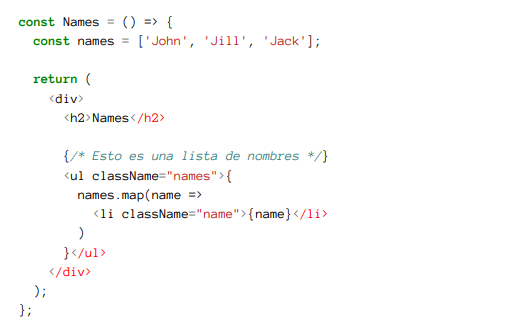 const Names = () => {
  const names = ['John', 'Jill', 'Jack'];

  return (
    <div>
      <h2>Names</h2>

      {/* Esto es una lista de nombres */}
      <ul className="names">{
        names.map(name =>
          <li className="name">{name}</li>
        )
      }</ul>
    </div>
  );
};